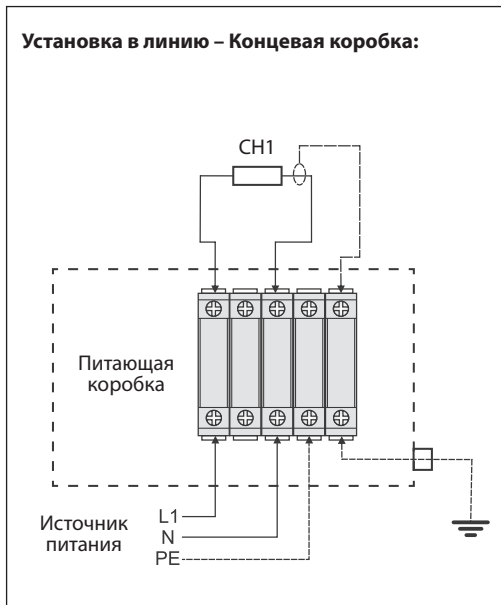 Установка в линию – Концевая коробка:
CH1
Питающая
коробка
Источник
питания
L1
N
PE